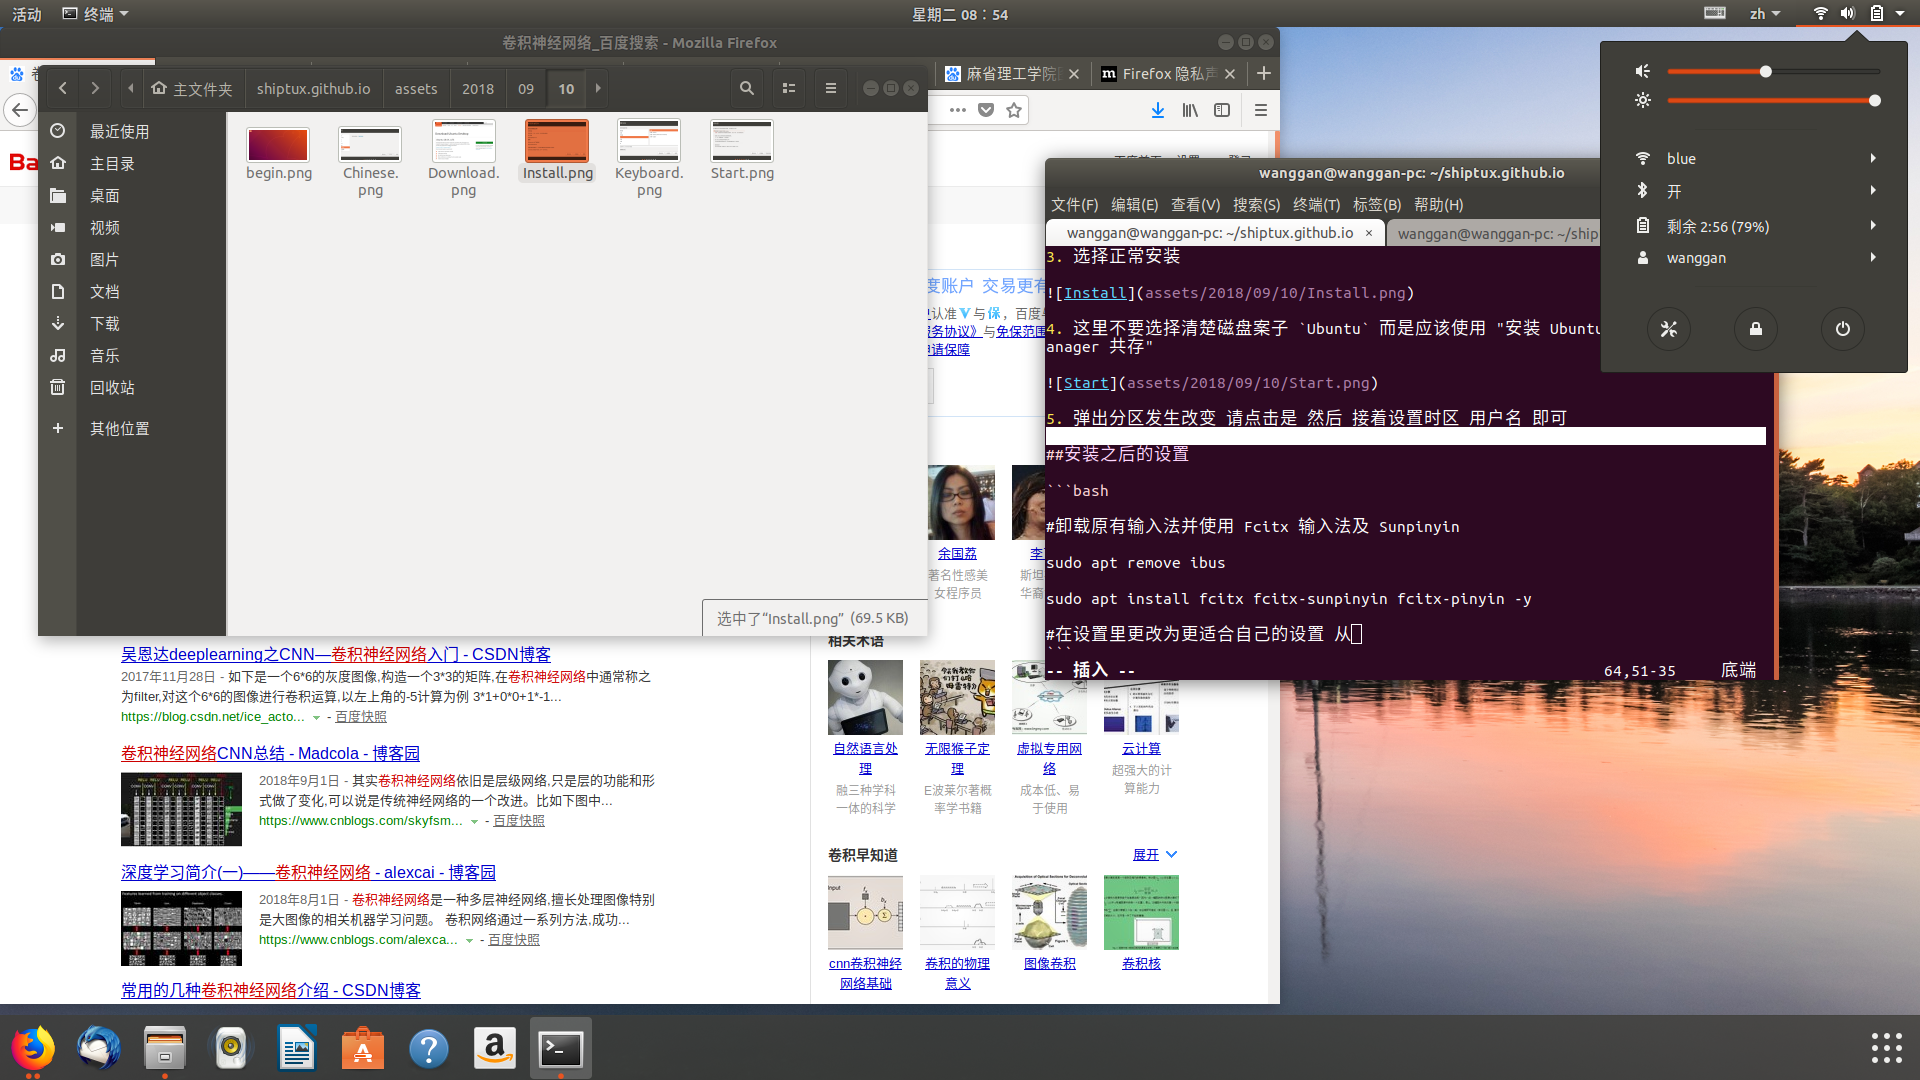 活动
终端
星期二 08：54
zh
卷积神经网络_百度搜索 - Mozilla Firefox
麻省理工学院
Firefox 隐私声
主文件夹
shiptux.github.io
assets
2018
09
10
最近使用
主目录
桌面
视频
图片
文档
下载
音乐
回收站
其他位置
begin.png
Chinese.
png
Download.
png
Install.png
Keyboard.
png
Start.png
选中了“Install.png” (69.5 KB)
Ba
度账户 交易更有
认准
与
保，百度与
服务协议》与免保范围
申请保障
余国荔
著名性感美
女程序员
相关术语
自然语言处
理
融三种学科
一体的科学
无限猴子定
理
E波莱尔著概
率学书籍
虚拟专用网
络
成本低、易
于使用
云计算
超强大的计
算能力
卷积早知道
展开
cnn卷积神经
网络基础
卷积的物理
意义
图像卷积
卷积核
吴恩达deeplearning之CNN—卷积神经网络入门 - CSDN博客
2017年11月28日 - 如下是一个6*6的灰度图像,构造一个3*3的矩阵,在卷积神经网络中通常称之
为filter,对这个6*6的图像进行卷积运算,以左上角的-5计算为例 3*1+0*0+1*-1...
https://blog.csdn.net/ice_acto... - 百度快照
卷积神经网络CNN总结 - Madcola - 博客园
2018年9月1日 - 其实卷积神经网络依旧是层级网络,只是层的功能和形
式做了变化,可以说是传统神经网络的一个改进。比如下图中...
https://www.cnblogs.com/skyfsm... - 百度快照
深度学习简介(一)——卷积神经网络 - alexcai - 博客园
2018年8月1日 - 卷积神经网络是一种多层神经网络,擅长处理图像特别
是大图像的相关机器学习问题。 卷积网络通过一系列方法,成功...
https://www.cnblogs.com/alexca... - 百度快照
常用的几种卷积神经网络介绍 - CSDN博客
wanggan@wanggan-pc: ~/shiptux.github.io
文件(F) 编辑(E) 查看(V) 搜索(S) 终端(T) 标签(B) 帮助(H)
wanggan@wanggan-pc: ~/shiptux.github.io ×
wanggan@wanggan-pc: ~/ship
3. 选择正常安装
![Install](assets/2018/09/10/Install.png)
4. 这里不要选择清楚磁盘案子 `Ubuntu` 而是应该使用 "安装 Ubuntu
anager 共存"
![Start](assets/2018/09/10/Start.png)
5. 弹出分区发生改变 请点击是 然后 接着设置时区 用户名 即可
##安装之后的设置
```bash
#卸载原有输入法并使用 Fcitx 输入法及 Sunpinyin
sudo apt remove ibus
sudo apt install fcitx fcitx-sunpinyin fcitx-pinyin -y
#在设置里更改为更适合自己的设置 从
```
-- 插入 --
64,51-35
底端
blue
开
剩余 2:56 (79%)
wanggan